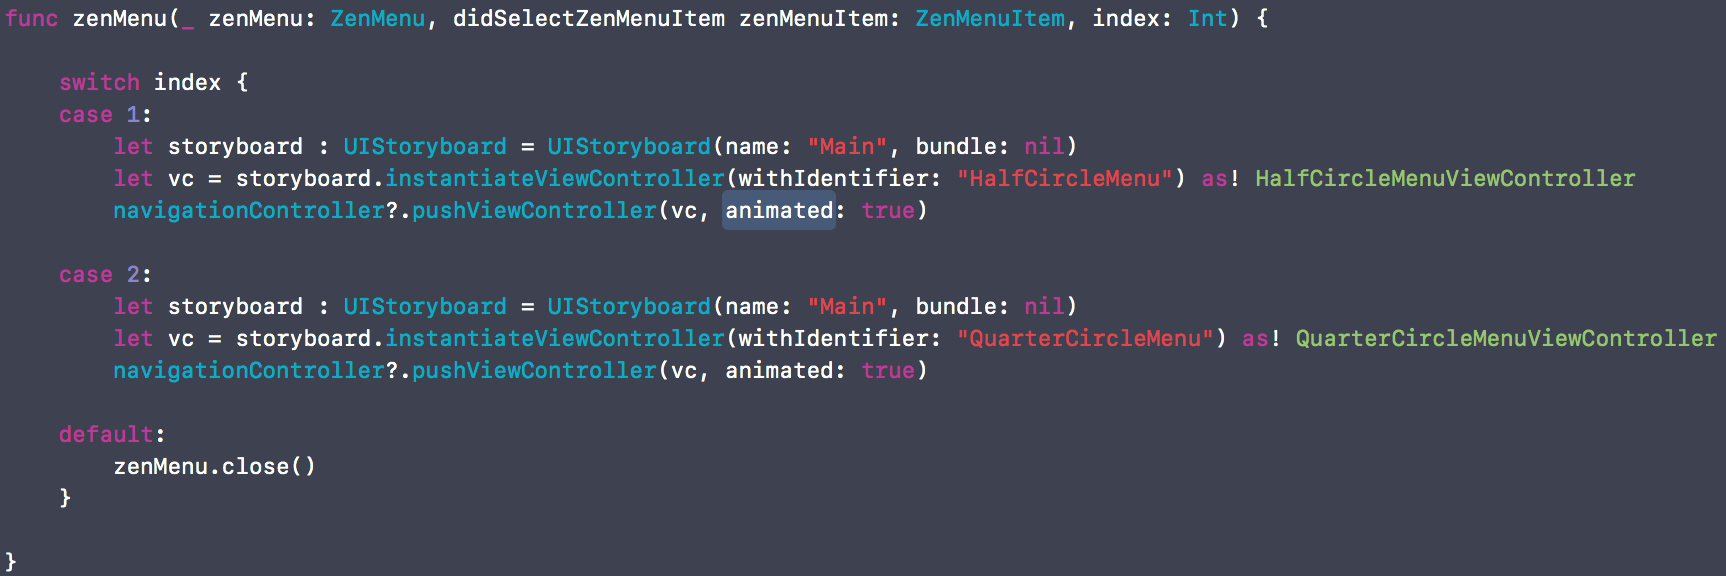 func zenMenu(_ zenMenu: ZenMenu, didSelectZenMenuItem zenMenuItem: ZenMenuItem, index: Int) {
switch index {
case 1:
let storyboard : UIStoryboard = UIStoryboard(name: "Main", bundle: nil)
let vc = storyboard.instantiateViewController(withIdentifier: "HalfCircleMenu") as! HalfCircleMenuViewController
navigationController?.pushViewController(vc, animated: true)
case 2:
let storyboard : UIStoryboard = UIStoryboard(name: "Main", bundle: nil)
let vc = storyboard.instantiateViewController(withIdentifier: "QuarterCircleMenu") as! QuarterCircleMenuViewController
navigationController?.pushViewController(vc, animated: true)
default:
zenMenu.close()
}
}